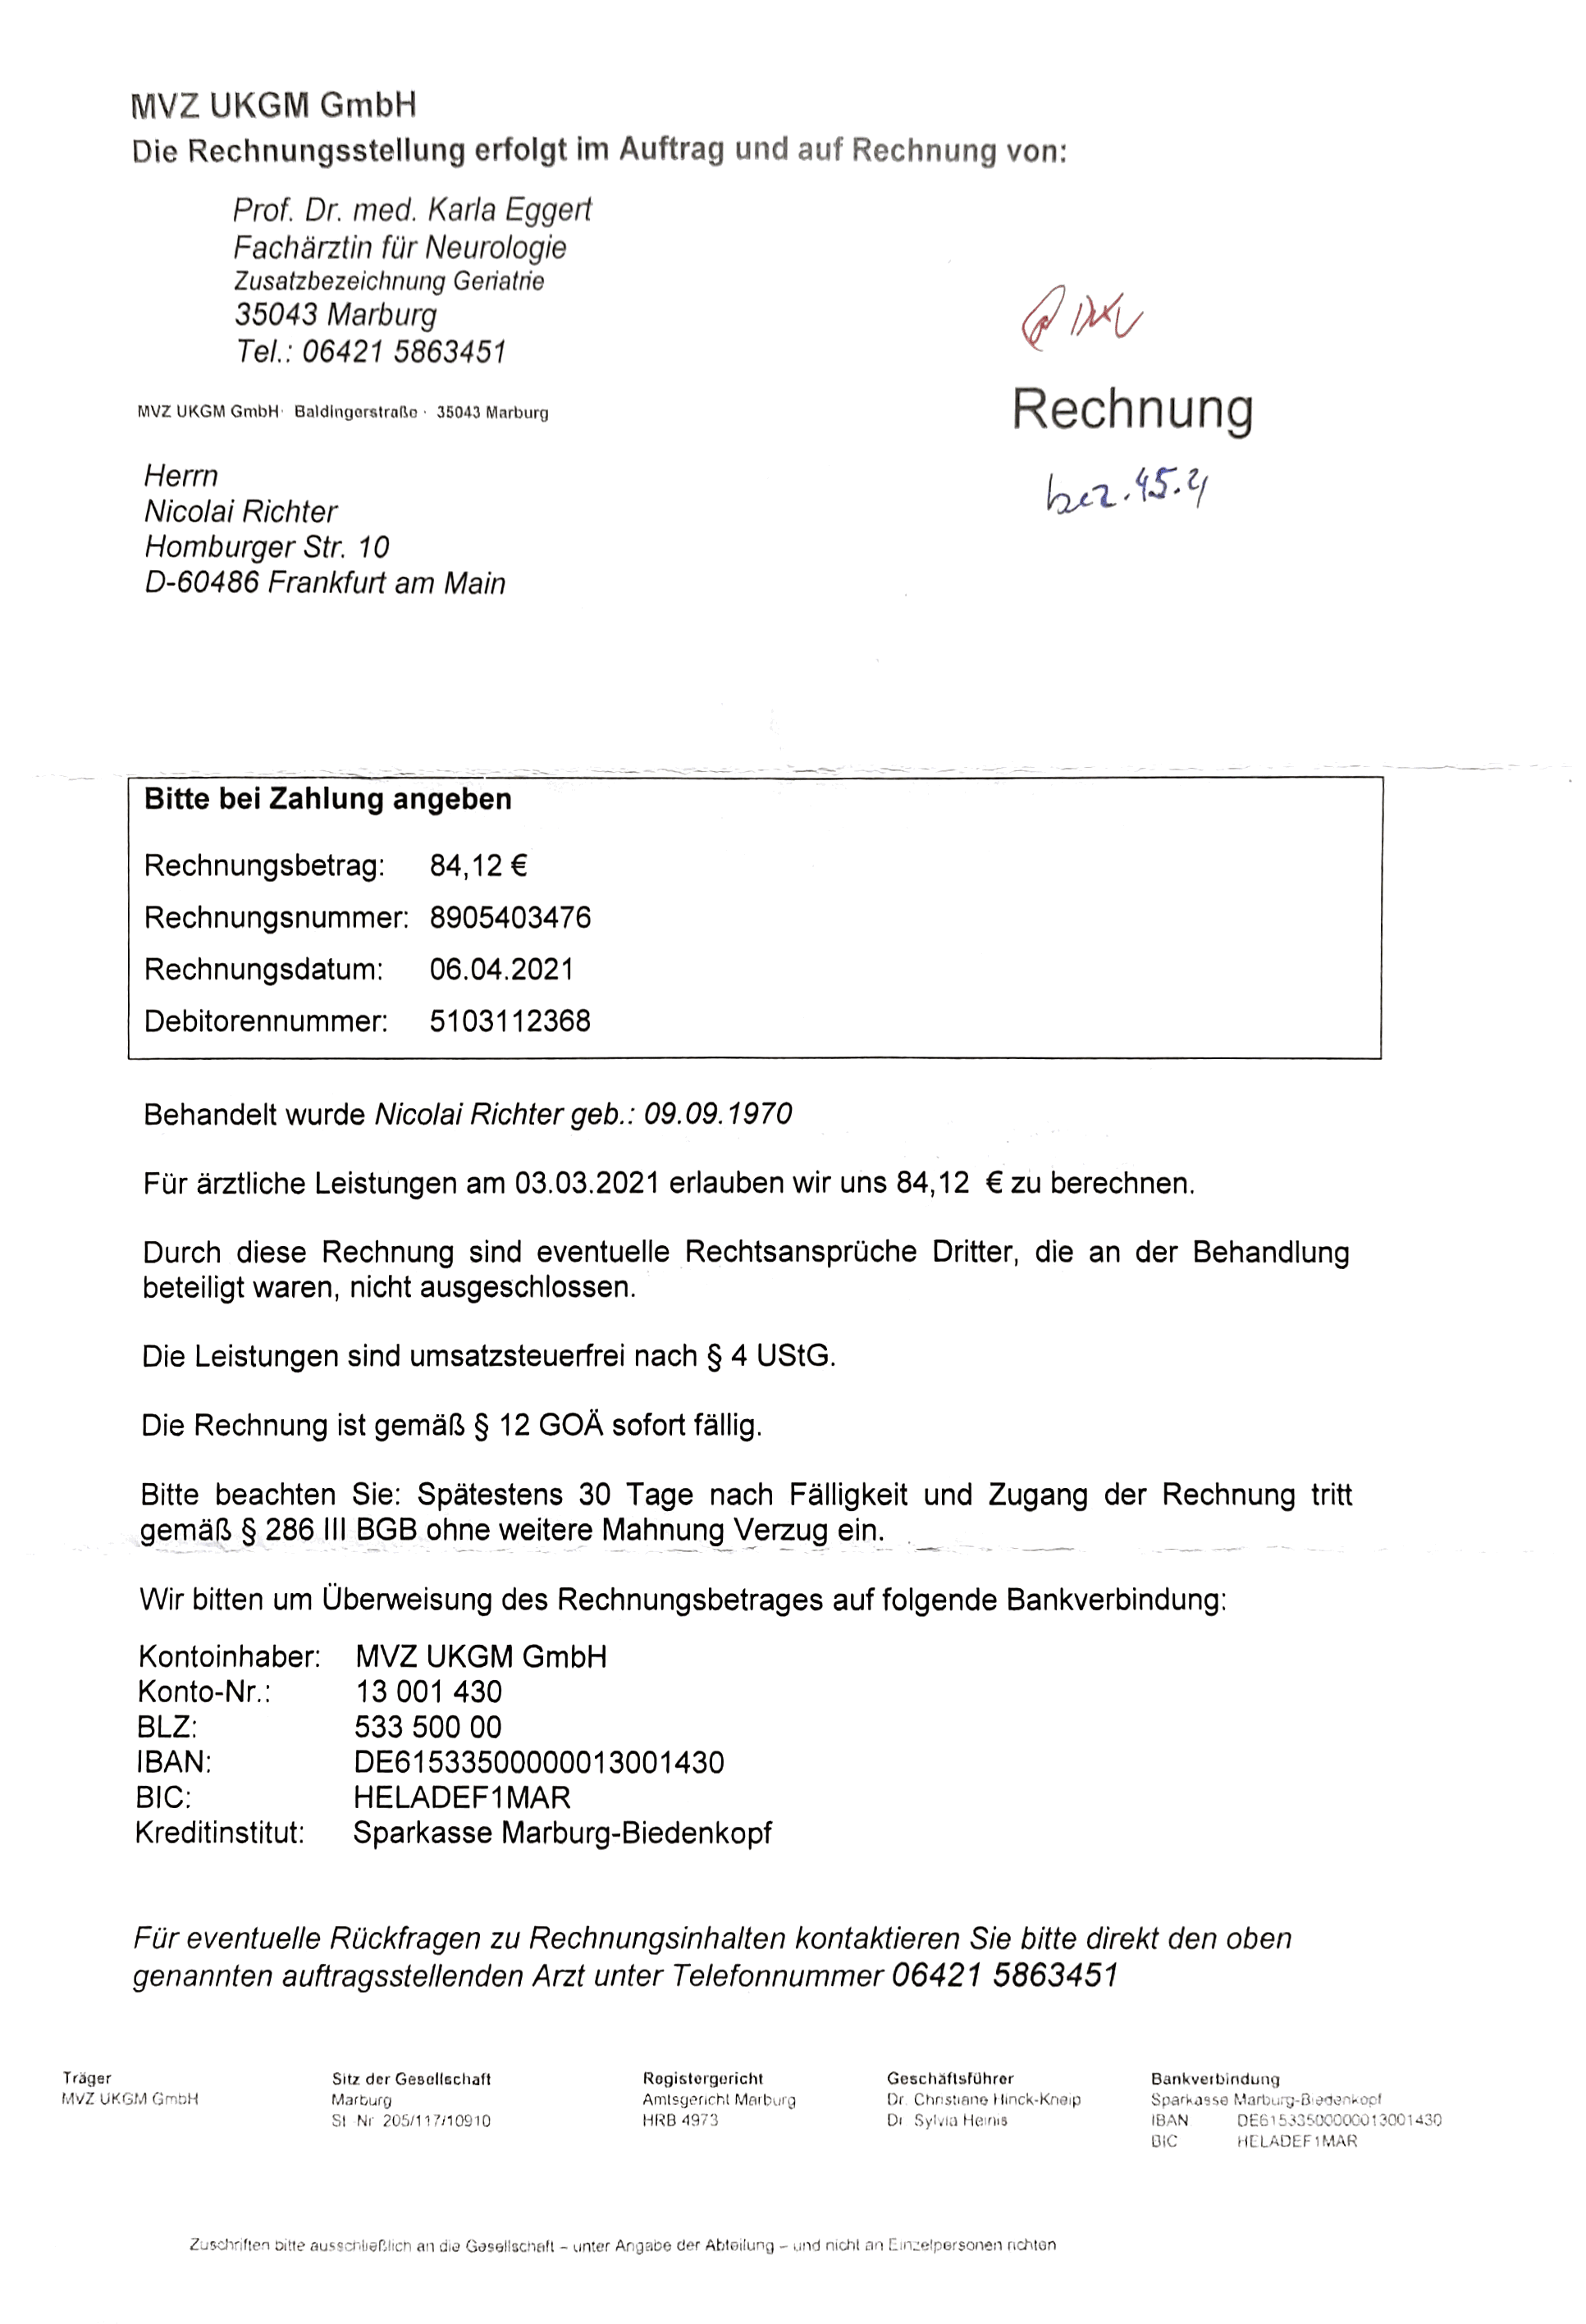 MVZ UKGM GmbH
Die Rechnungsstellung erfolgt im Auftrag und auf Rechnung von:
Prof. Dr. med. Karla Eggert
Fachärztin für Neurologie
Zusatzbezeichnung Geriatrie
35043 Marburg
Tel.: 06421 5863451
MVZ UKGM GmbH · Baldingerstraße · 35043 Marburg
Rechnung
bez.
Herrn
Nicolai Richter
Homburger Str. 10
D-60486 Frankfurt am Main
Bitte bei Zahlung angeben
Rechnungsbetrag: 84,12 €
Rechnungsnummer: 8905403476
Rechnungsdatum: 06.04.2021
Debitorennummer: 5103112368
Behandelt wurde Nicolai Richter geb.: 09.09.1970
Für ärztliche Leistungen am 03.03.2021 erlauben wir uns 84,12 € zu berechnen.
Durch diese Rechnung sind eventuelle Rechtsansprüche Dritter, die an der Behandlung
beteiligt waren, nicht ausgeschlossen.
Die Leistungen sind umsatzsteuerfrei nach § 4 UStG.
Die Rechnung ist gemäß § 12 GOÄ sofort fällig.
Bitte beachten Sie: Spätestens 30 Tage nach Fälligkeit und Zugang der Rechnung tritt
gemäß § 286 III BGB ohne weitere Mahnung Verzug ein.
Wir bitten um Überweisung des Rechnungsbetrages auf folgende Bankverbindung:
Kontoinhaber: MVZ UKGM GmbH
Konto-Nr.: 13 001 430
BLZ: 533 500 00
IBAN: DE61533500000013001430
BIC: HELADEF1MAR
Kreditinstitut: Sparkasse Marburg-Biedenkopf
Für eventuelle Rückfragen zu Rechnungsinhalten kontaktieren Sie bitte direkt den oben
genannten auftragsstellenden Arzt unter Telefonnummer 06421 5863451
Träger
MVZ UKGM GmbH
Sitz der Gesellschaft
Marburg
St Nr 205/117/10910
Registergericht
Amtsgericht Marburg
HRB 4973
Geschäftsführer
Dr. Christiane Hinck-Kneip
Dr Sylvia Heinis
Bankverbindung
Sparkasse Marburg-Biedenkopf
IBAN DE61533500000013001430
BIC HELADEF1MAR
Zuschriften bitte ausschließlich an die Gesellschaft – unter Angabe der Abteilung – und nicht an Einzelpersonen richten